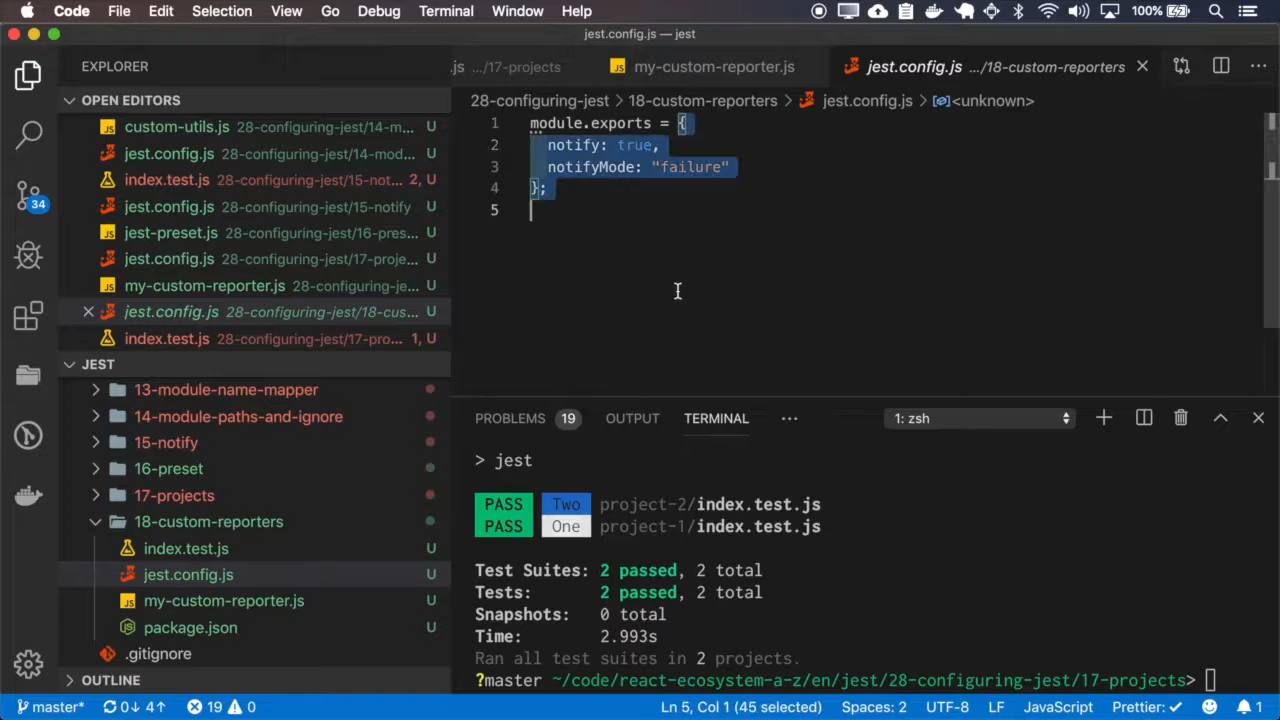 Code File Edit Selection View Go Debug Terminal Window Help 100%
jest.config.js — jest
EXPLORER
.js …/17-projects my-custom-reporter.js jest.config.js …/18-custom-reporters
OPEN EDITORS
custom-utils.js 28-configuring-jest/14-m... U
jest.config.js 28-configuring-jest/14-mod... U
index.test.js 28-configuring-jest/15-not... 2, U
jest.config.js 28-configuring-jest/15-notify U
jest-preset.js 28-configuring-jest/16-pres... U
jest.config.js 28-configuring-jest/17-proje... U
my-custom-reporter.js 28-configuring-je... U
jest.config.js 28-configuring-jest/18-cus... U
index.test.js 28-configuring-jest/17-pro... 1, U
JEST
13-module-name-mapper
14-module-paths-and-ignore
15-notify
16-preset
17-projects
18-custom-reporters
index.test.js U
jest.config.js U
my-custom-reporter.js U
package.json U
.gitignore
OUTLINE
28-configuring-jest > 18-custom-reporters > jest.config.js > <unknown>
1 module.exports = {
2 notify: true,
3 notifyMode: "failure"
4 };
5
PROBLEMS 19 OUTPUT TERMINAL ··· 1: zsh
> jest
PASS Two project-2/index.test.js
PASS One project-1/index.test.js
Test Suites: 2 passed, 2 total
Tests: 2 passed, 2 total
Snapshots: 0 total
Time: 2.993s
Ran all test suites in 2 projects.
?master ~/code/react-ecosystem-a-z/en/jest/28-configuring-jest/17-projects>
34
master* 0↓ 4↑ 19 0 Ln 5, Col 1 (45 selected) Spaces: 2 UTF-8 LF JavaScript Prettier: ✓ 1